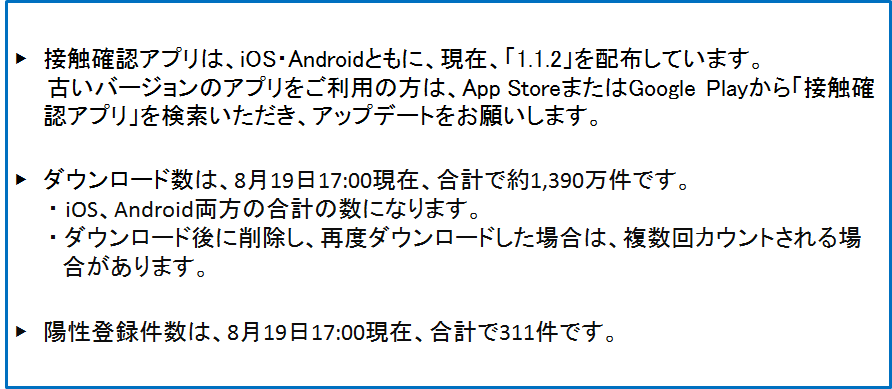 ▶ 接触確認アプリは、iOS・Androidともに、現在、「1.1.2」を配布しています。
古いバージョンのアプリをご利用の方は、App StoreまたはGoogle Playから「接触確
認アプリ」を検索いただき、アップデートをお願いします。
▶ ダウンロード数は、8月19日17:00現在、合計で約1,390万件です。
・iOS、Android両方の合計の数になります。
・ダウンロード後に削除し、再度ダウンロードした場合は、複数回カウントされる場
合があります。
▶ 陽性登録件数は、8月19日17:00現在、合計で311件です。